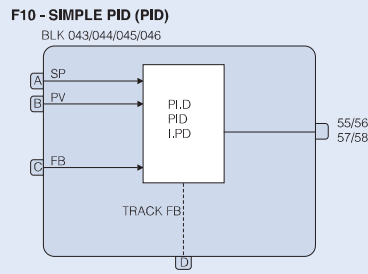 F10 - SIMPLE PID (PID)
BLK 043/044/045/046
A SP
B PV
PI.D
PID
I.PD
55/56
57/58
C FB
TRACK FB
D